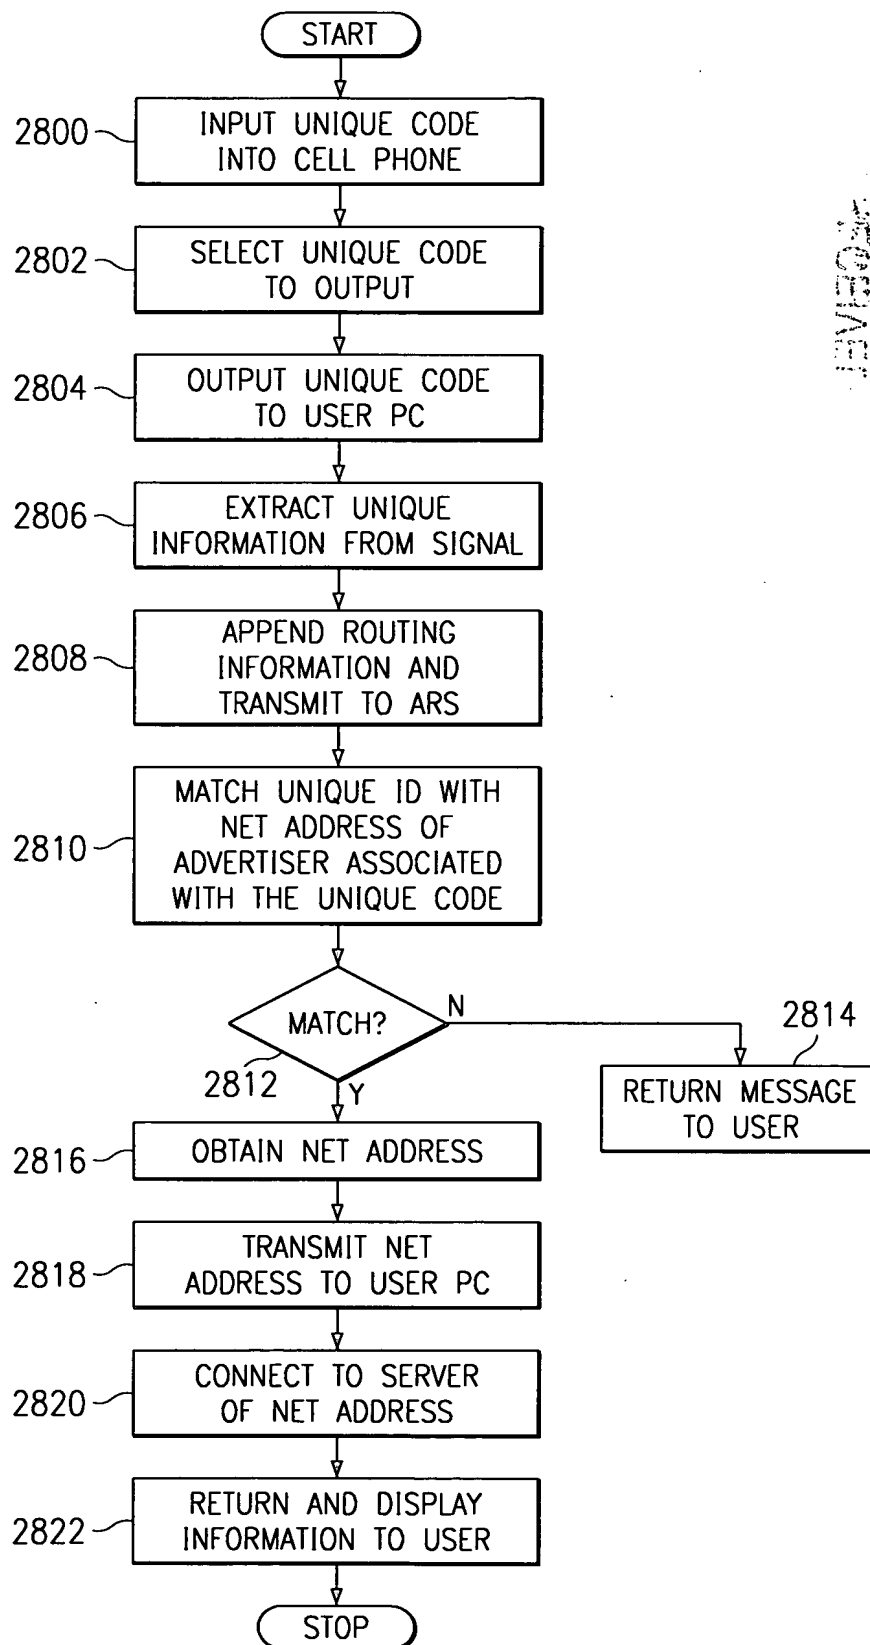 START
2800
INPUT UNIQUE CODE
INTO CELL PHONE
2802
SELECT UNIQUE CODE
TO OUTPUT
2804
OUTPUT UNIQUE CODE
TO USER PC
2806
EXTRACT UNIQUE
INFORMATION FROM SIGNAL
2808
APPEND ROUTING
INFORMATION AND
TRANSMIT TO ARS
2810
MATCH UNIQUE ID WITH
NET ADDRESS OF
ADVERTISER ASSOCIATED
WITH THE UNIQUE CODE
MATCH?
N
2812
Y
2814
RETURN MESSAGE
TO USER
2816
OBTAIN NET ADDRESS
2818
TRANSMIT NET
ADDRESS TO USER PC
2820
CONNECT TO SERVER
OF NET ADDRESS
2822
RETURN AND DISPLAY
INFORMATION TO USER
STOP